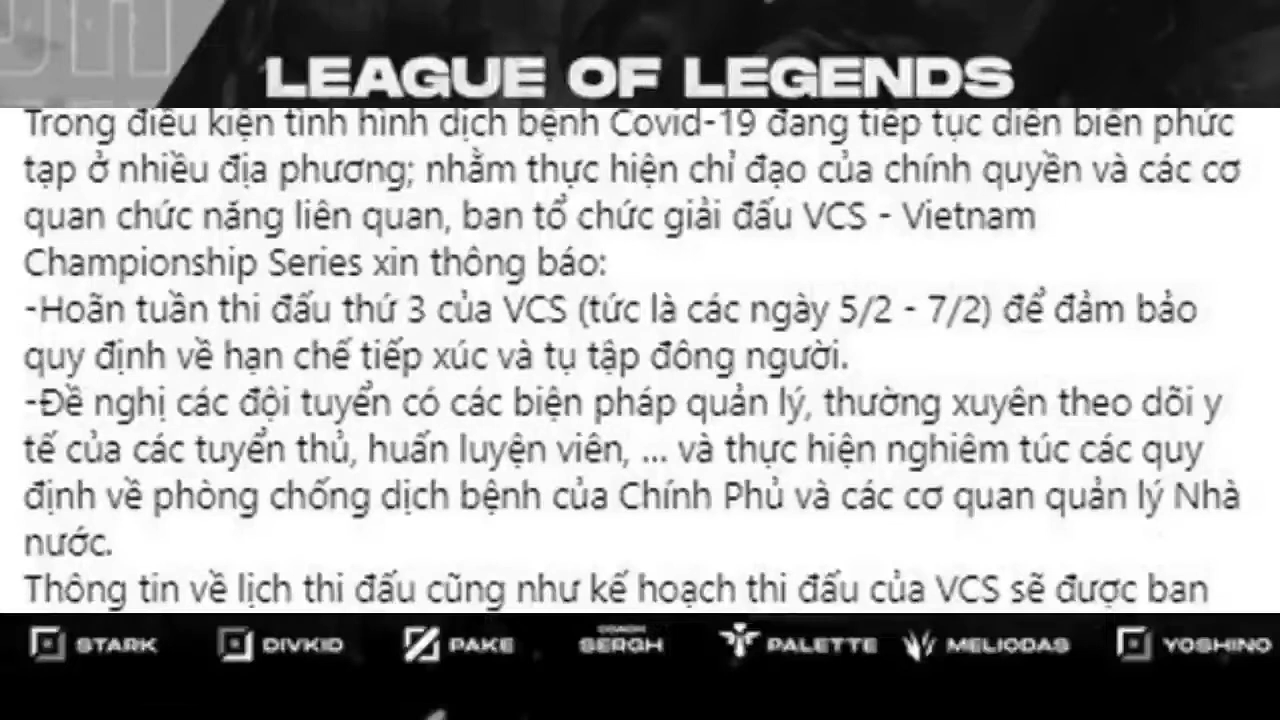 LEAGUE OF LEGENDS
Trong điều kiện tình hình dịch bệnh Covid-19 đang tiếp tục diễn biến phức
tạp ở nhiều địa phương; nhằm thực hiện chỉ đạo của chính quyền và các cơ
quan chức năng liên quan, ban tổ chức giải đấu VCS - Vietnam
Championship Series xin thông báo:
-Hoãn tuần thi đấu thứ 3 của VCS (tức là các ngày 5/2 - 7/2) để đảm bảo
quy định về hạn chế tiếp xúc và tụ tập đông người.
-Đề nghị các đội tuyển có các biện pháp quản lý, thường xuyên theo dõi y
tế của các tuyển thủ, huấn luyện viên, ... và thực hiện nghiêm túc các quy
định về phòng chống dịch bệnh của Chính Phủ và các cơ quan quản lý Nhà
nước.
Thông tin về lịch thi đấu cũng như kế hoạch thi đấu của VCS sẽ được ban
STARK DIVKID PAKE COACH SERGH PALETTE MELIODAS YOSHINO